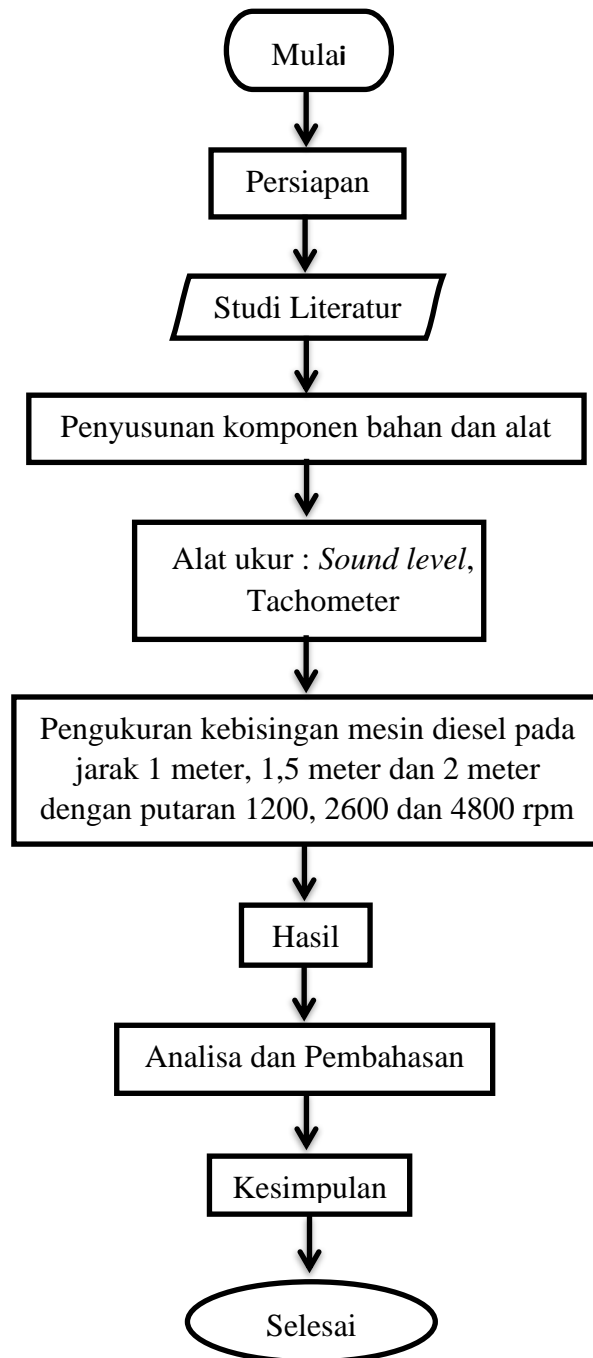 Mulai
Persiapan
Studi Literatur
Penyusunan komponen bahan dan alat
Alat ukur : Sound level,
Tachometer
Pengukuran kebisingan mesin diesel pada
jarak 1 meter, 1,5 meter dan 2 meter
dengan putaran 1200, 2600 dan 4800 rpm
Hasil
Analisa dan Pembahasan
Kesimpulan
Selesai